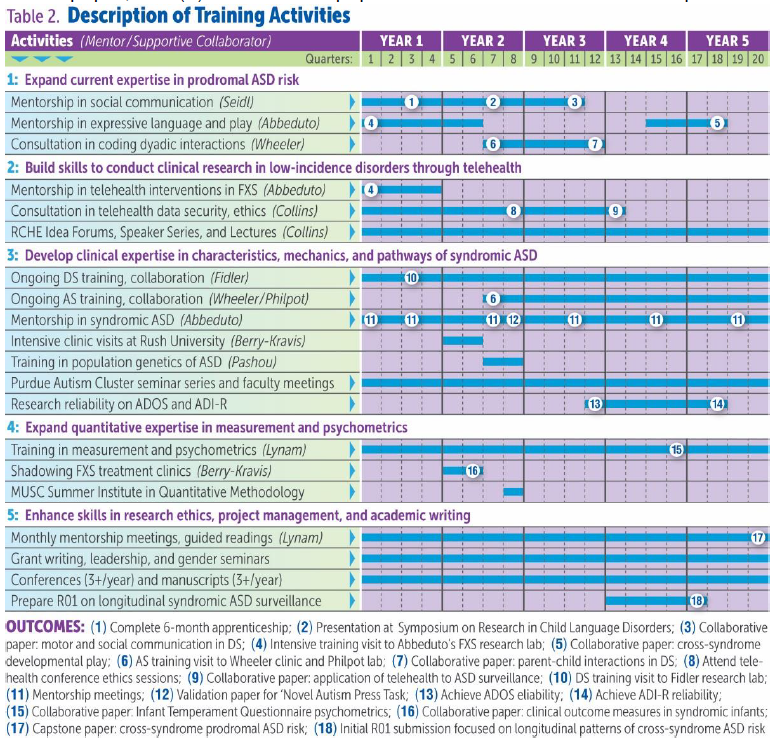 Table 2. Description of Training Activities
Activities (Mentor/Supportive Collaborator) YEAR 1 YEAR 2 YEAR 3 YEAR 4 YEAR 5
Quarters: 1 2 3 4 5 6 7 8 9 10 11 12 13 14 15 16 17 18 19 20
1: Expand current expertise in prodromal ASD risk
Mentorship in social communication (Seidl) 1 2 3
Mentorship in expressive language and play (Abbeduto) 4 5
Consultation in coding dyadic interactions (Wheeler) 6 7
2: Build skills to conduct clinical research in low-incidence disorders through telehealth
Mentorship in telehealth interventions in FXS (Abbeduto) 4
Consultation in telehealth data security, ethics (Collins) 8 9
RCHE Idea Forums, Speaker Series, and Lectures (Collins)
3: Develop clinical expertise in characteristics, mechanics, and pathways of syndromic ASD
Ongoing DS training, collaboration (Fidler) 10
Ongoing AS training, collaboration (Wheeler/Philpot) 6
Mentorship in syndromic ASD (Abbeduto) 11 11 11 12 11 11 11
Intensive clinic visits at Rush University (Berry-Kravis)
Training in population genetics of ASD (Pashou)
Purdue Autism Cluster seminar series and faculty meetings
Research reliability on ADOS and ADI-R 13 14
4: Expand quantitative expertise in measurement and psychometrics
Training in measurement and psychometrics (Lynam) 15
Shadowing FXS treatment clinics (Berry-Kravis) 16
MUSC Summer Institute in Quantitative Methodology
5: Enhance skills in research ethics, project management, and academic writing
Monthly mentorship meetings, guided readings (Lynam) 17
Grant writing, leadership, and gender seminars
Conferences (3+/year) and manuscripts (3+/year)
Prepare R01 on longitudinal syndromic ASD surveillance 18
OUTCOMES: (1) Complete 6-month apprenticeship; (2) Presentation at Symposium on Research in Child Language Disorders; (3) Collaborative
paper: motor and social communication in DS; (4) Intensive training visit to Abbeduto's FXS research lab; (5) Collaborative paper: cross-syndrome
developmental play; (6) AS training visit to Wheeler clinic and Philpot lab; (7) Collaborative paper: parent-child interactions in DS; (8) Attend tele-
health conference ethics sessions; (9) Collaborative paper: application of telehealth to ASD surveillance; (10) DS training visit to Fidler research lab;
(11) Mentorship meetings; (12) Validation paper for 'Novel Autism Press Task; (13) Achieve ADOS eliability; (14) Achieve ADI-R reliability;
(15) Collaborative paper: Infant Temperament Questionnaire psychometrics; (16) Collaborative paper: clinical outcome measures in syndromic infants;
(17) Capstone paper: cross-syndrome prodromal ASD risk; (18) Initial R01 submission focused on longitudinal patterns of cross-syndrome ASD risk